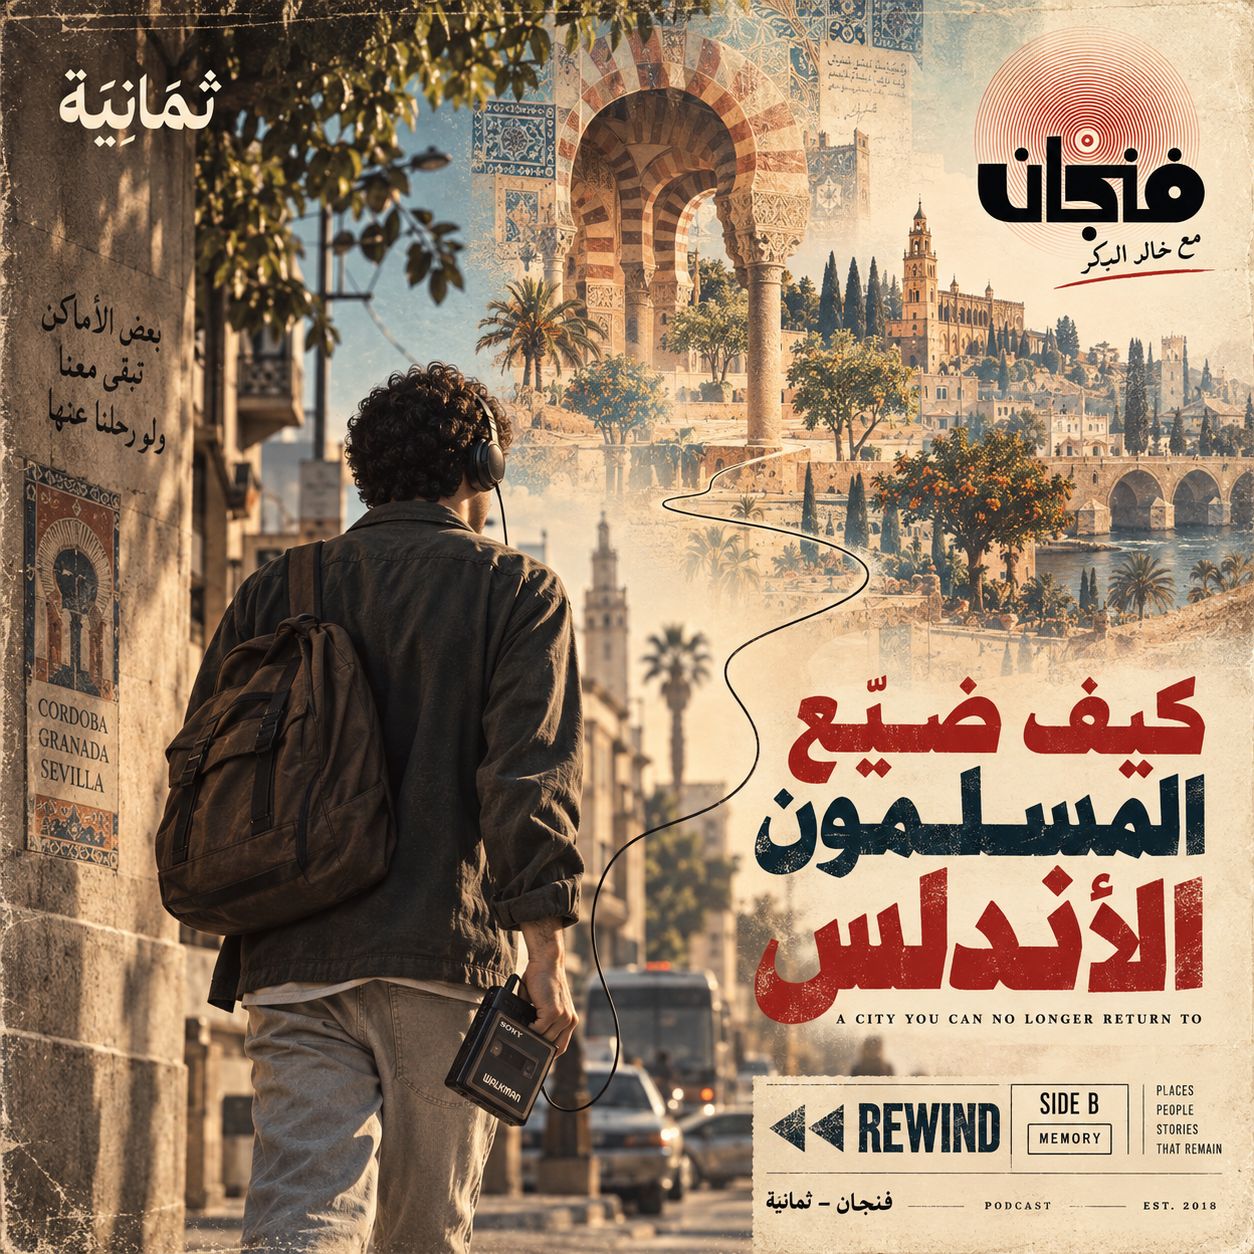 ثمَانِيَة
فنجان
مع خالد البكر
بعض الأماكن
تبقى معنا
ولو رحلنا عنها
CORDOBA
GRANADA
SEVILLA
كيف ضيّع
المسلمون
الأندلس
A CITY YOU CAN NO LONGER RETURN TO
SONY
WALKMAN
REWIND
SIDE B
MEMORY
PLACES
PEOPLE
STORIES
THAT REMAIN
فنجان – ثمانيَة
PODCAST
EST. 2018